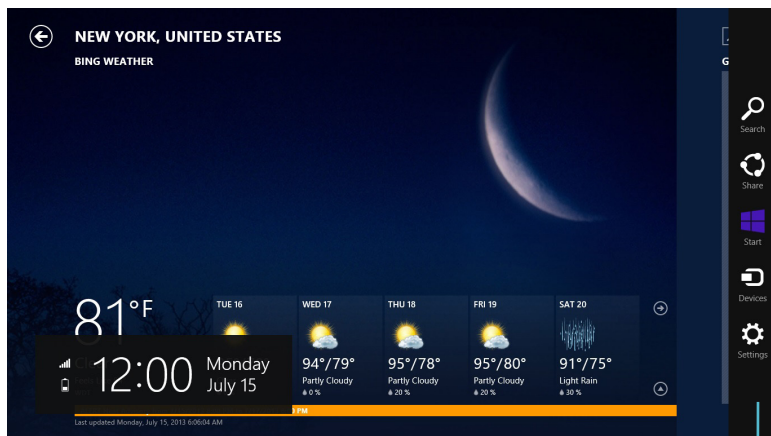 NEW YORK, UNITED STATES
BING WEATHER
G
Search
Share
Start
Devices
Settings
81°F
TUE 16
WED 17
94°/79°
Partly Cloudy
0 %
THU 18
95°/78°
Partly Cloudy
20 %
FRI 19
95°/80°
Partly Cloudy
20 %
SAT 20
91°/75°
Light Rain
30 %
12:00
Monday
July 15
PM
Last updated Monday, July 15, 2013 6:06:04 AM